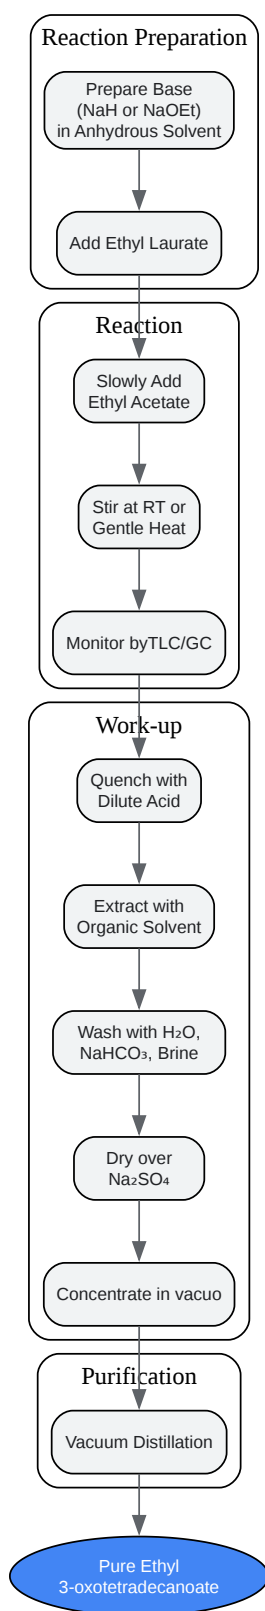 Reaction Preparation
Prepare Base
(NaH or NaOEt)
in Anhydrous Solvent
Add Ethyl Laurate
Reaction
Slowly Add
Ethyl Acetate
Stir at RT or
Gentle Heat
Monitor byTLC/GC
Work-up
Quench with
Dilute Acid
Extract with
Organic Solvent
Wash with H₂O,
NaHCO₃, Brine
Dry over
Na₂SO₄
Concentrate in vacuo
Purification
Vacuum Distillation
Pure Ethyl
3-oxotetradecanoate